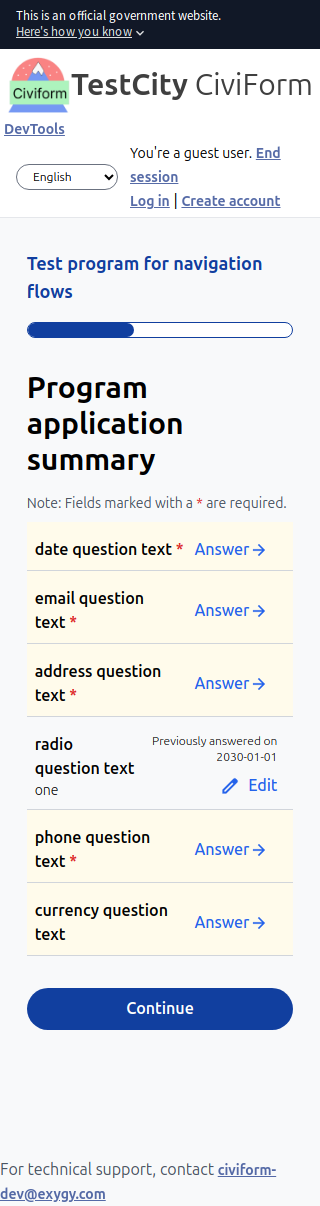 This is an official government website.
Here's how you know
Civiform
TestCity CiviForm
DevTools
English
You're a guest user. End
session
Log in | Create account
Test program for navigation
flows
Program
application
summary
Note: Fields marked with a * are required.
date question text * Answer
email question
text *
Answer
address question
text *
Answer
radio
question text
one
Previously answered on
2030-01-01
Edit
phone question
text *
Answer
currency question
text
Answer
Continue
For technical support, contact civiform-
dev@exygy.com